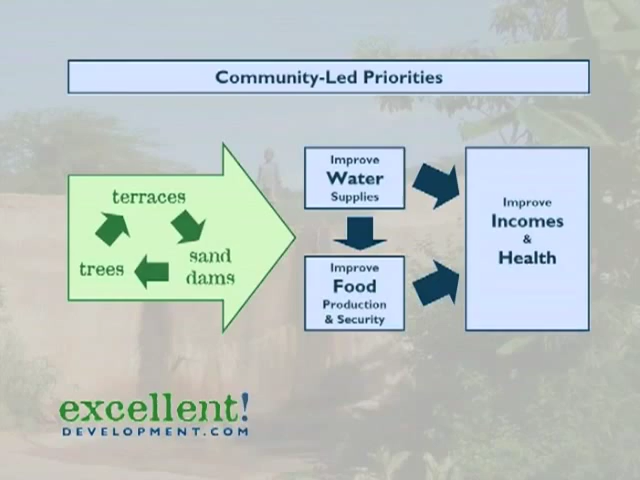 Community-Led Priorities
terraces
sand
dams
trees
Improve
Water
Supplies
Improve
Food
Production
& Security
Improve
Incomes
&
Health
excellent!
DEVELOPMENT.COM